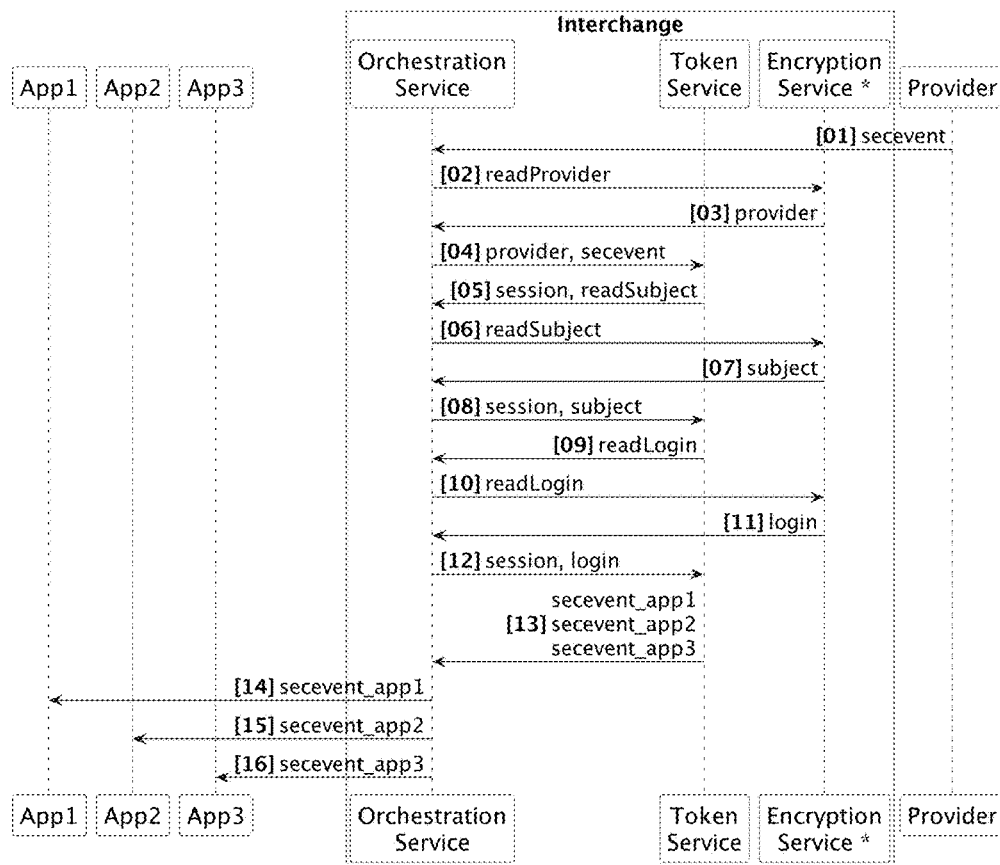 Interchange
App1
App2
App3
Orchestration
Service
Token
Service
Encryption
Service *
Provider
[01] secevent
[02] readProvider
[03] provider
[04] provider, secevent
[05] session, readSubject
[06] readSubject
[07] subject
[08] session, subject
[09] readLogin
[10] readLogin
[11] login
[12] session, login
secevent_app1
[13] secevent_app2
secevent_app3
[14] secevent_app1
[15] secevent_app2
[16] secevent_app3
App1
App2
App3
Orchestration
Service
Token
Service
Encryption
Service *
Provider